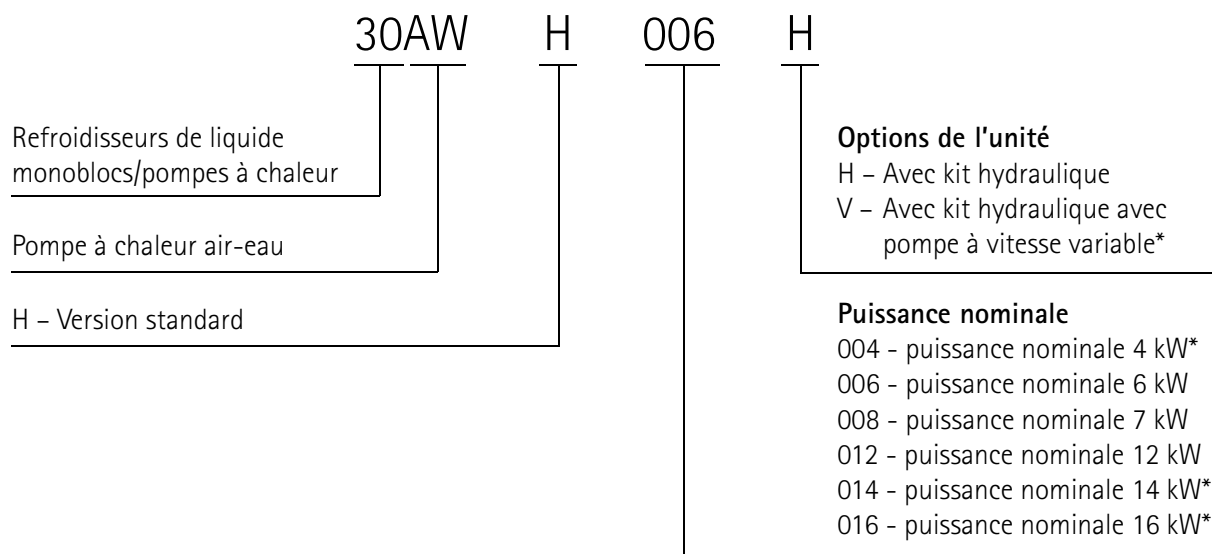 30AW H 006 H
Refroidisseurs de liquide
monoblocs/pompes à chaleur
Pompe à chaleur air-eau
H – Version standard
Options de l'unité
H – Avec kit hydraulique
V – Avec kit hydraulique avec
pompe à vitesse variable*
Puissance nominale
004 - puissance nominale 4 kW*
006 - puissance nominale 6 kW
008 - puissance nominale 7 kW
012 - puissance nominale 12 kW
014 - puissance nominale 14 kW*
016 - puissance nominale 16 kW*